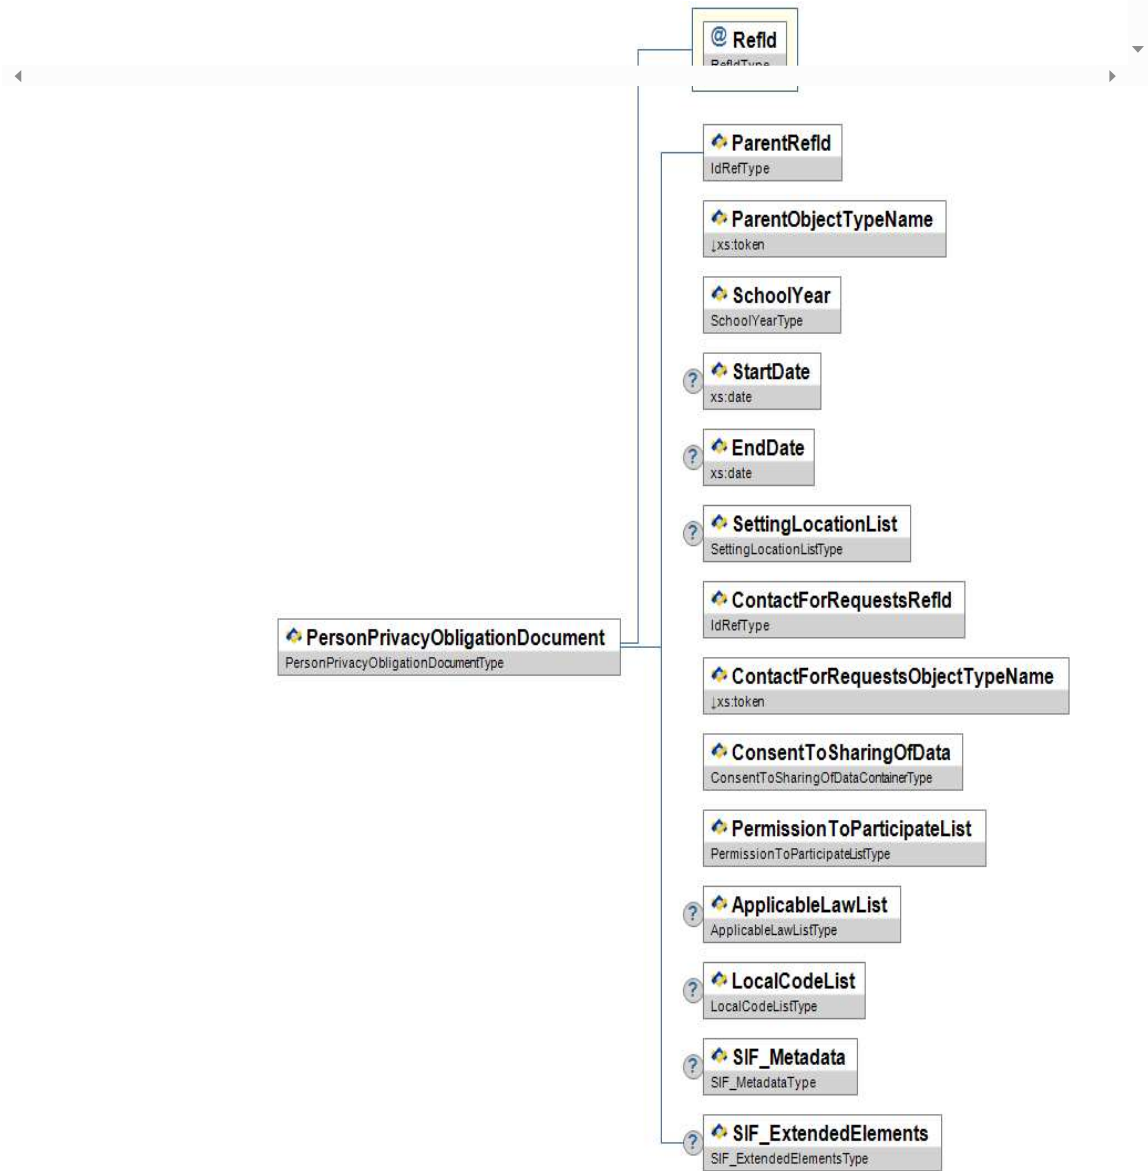 @ RefId
RefIdType
ParentRefId
IdRefType
ParentObjectTypeName
↓xs:token
SchoolYear
SchoolYearType
? StartDate
xs:date
? EndDate
xs:date
? SettingLocationList
SettingLocationListType
ContactForRequestsRefId
IdRefType
PersonPrivacyObligationDocument
PersonPrivacyObligationDocumentType
ContactForRequestsObjectTypeName
↓xs:token
ConsentToSharingOfData
ConsentToSharingOfDataContainerType
PermissionToParticipateList
PermissionToParticipateListType
? ApplicableLawList
ApplicableLawListType
? LocalCodeList
LocalCodeListType
? SIF_Metadata
SIF_MetadataType
? SIF_ExtendedElements
SIF_ExtendedElementsType